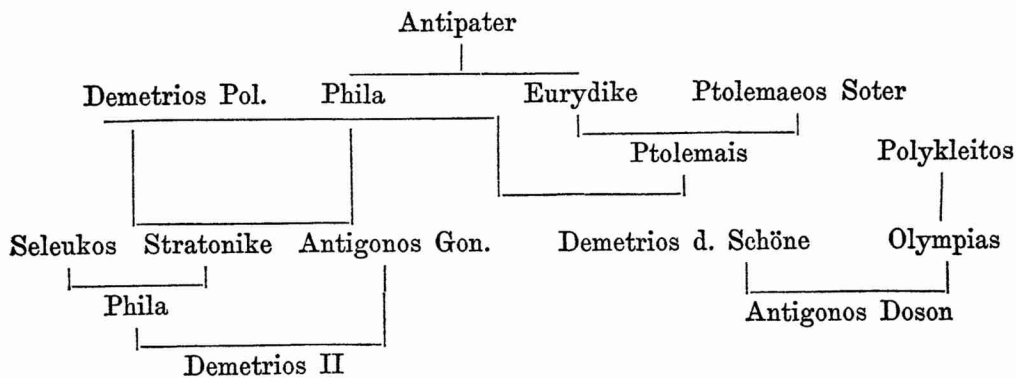 Antipater
Demetrios Pol. Phila Eurydike Ptolemaeos Soter
Ptolemais Polykleitos
Seleukos Stratonike Antigonos Gon. Demetrios d. Schöne Olympias
Phila Antigonos Doson
Demetrios II